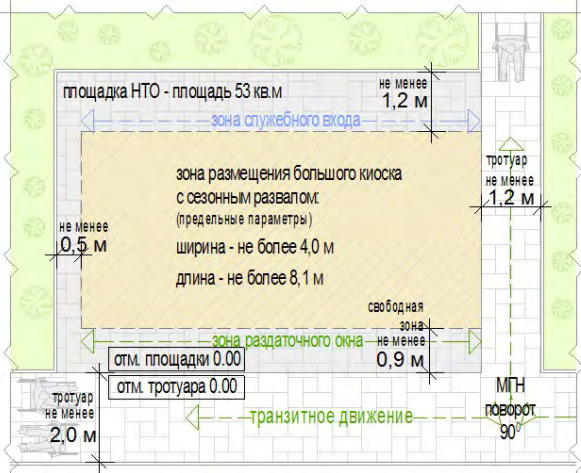 площадка НТО - площадь 53 кв.м
не менее
1,2 м
зона служебного входа
зона размещения большого киоска
с сезонным развалом:
(предельные параметры)
ширина - не более 4,0 м
длина - не более 8,1 м
тротуар
не менее
1,2 м
не менее
0,5 м
свободная
зона
не менее
0,9 м
зона раздаточного окна
отм. площадки 0.00
отм. тротуара 0.00
тротуар
не менее
2,0 м
транзитное движение
МГН
поворот
90⁰